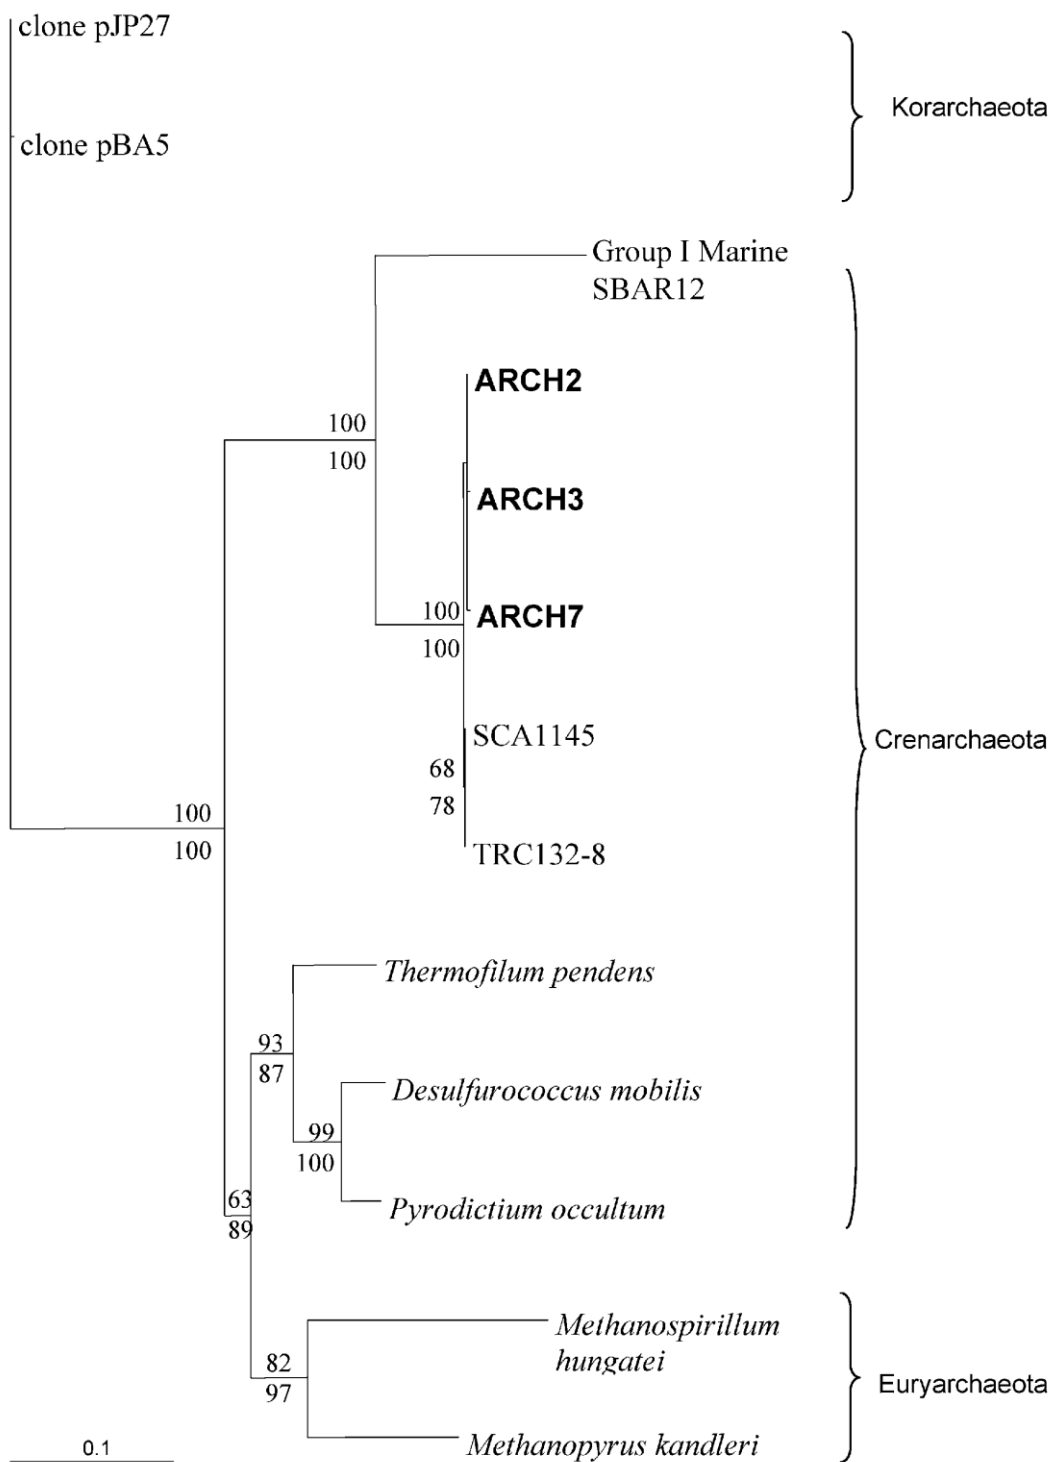 clone pJP27
Korarchaeota
clone pBA5
Group I Marine
SBAR12
ARCH2
100
100
ARCH3
100
ARCH7
100
SCA1145
Crenarchaeota
68
78
100
TRC132-8
100
Thermofilum pendens
93
87
Desulfurococcus mobilis
99
100
63
Pyrodictium occultum
89
Methanospirillum
hungatei
82
97
Euryarchaeota
0.1
Methanopyrus kandleri